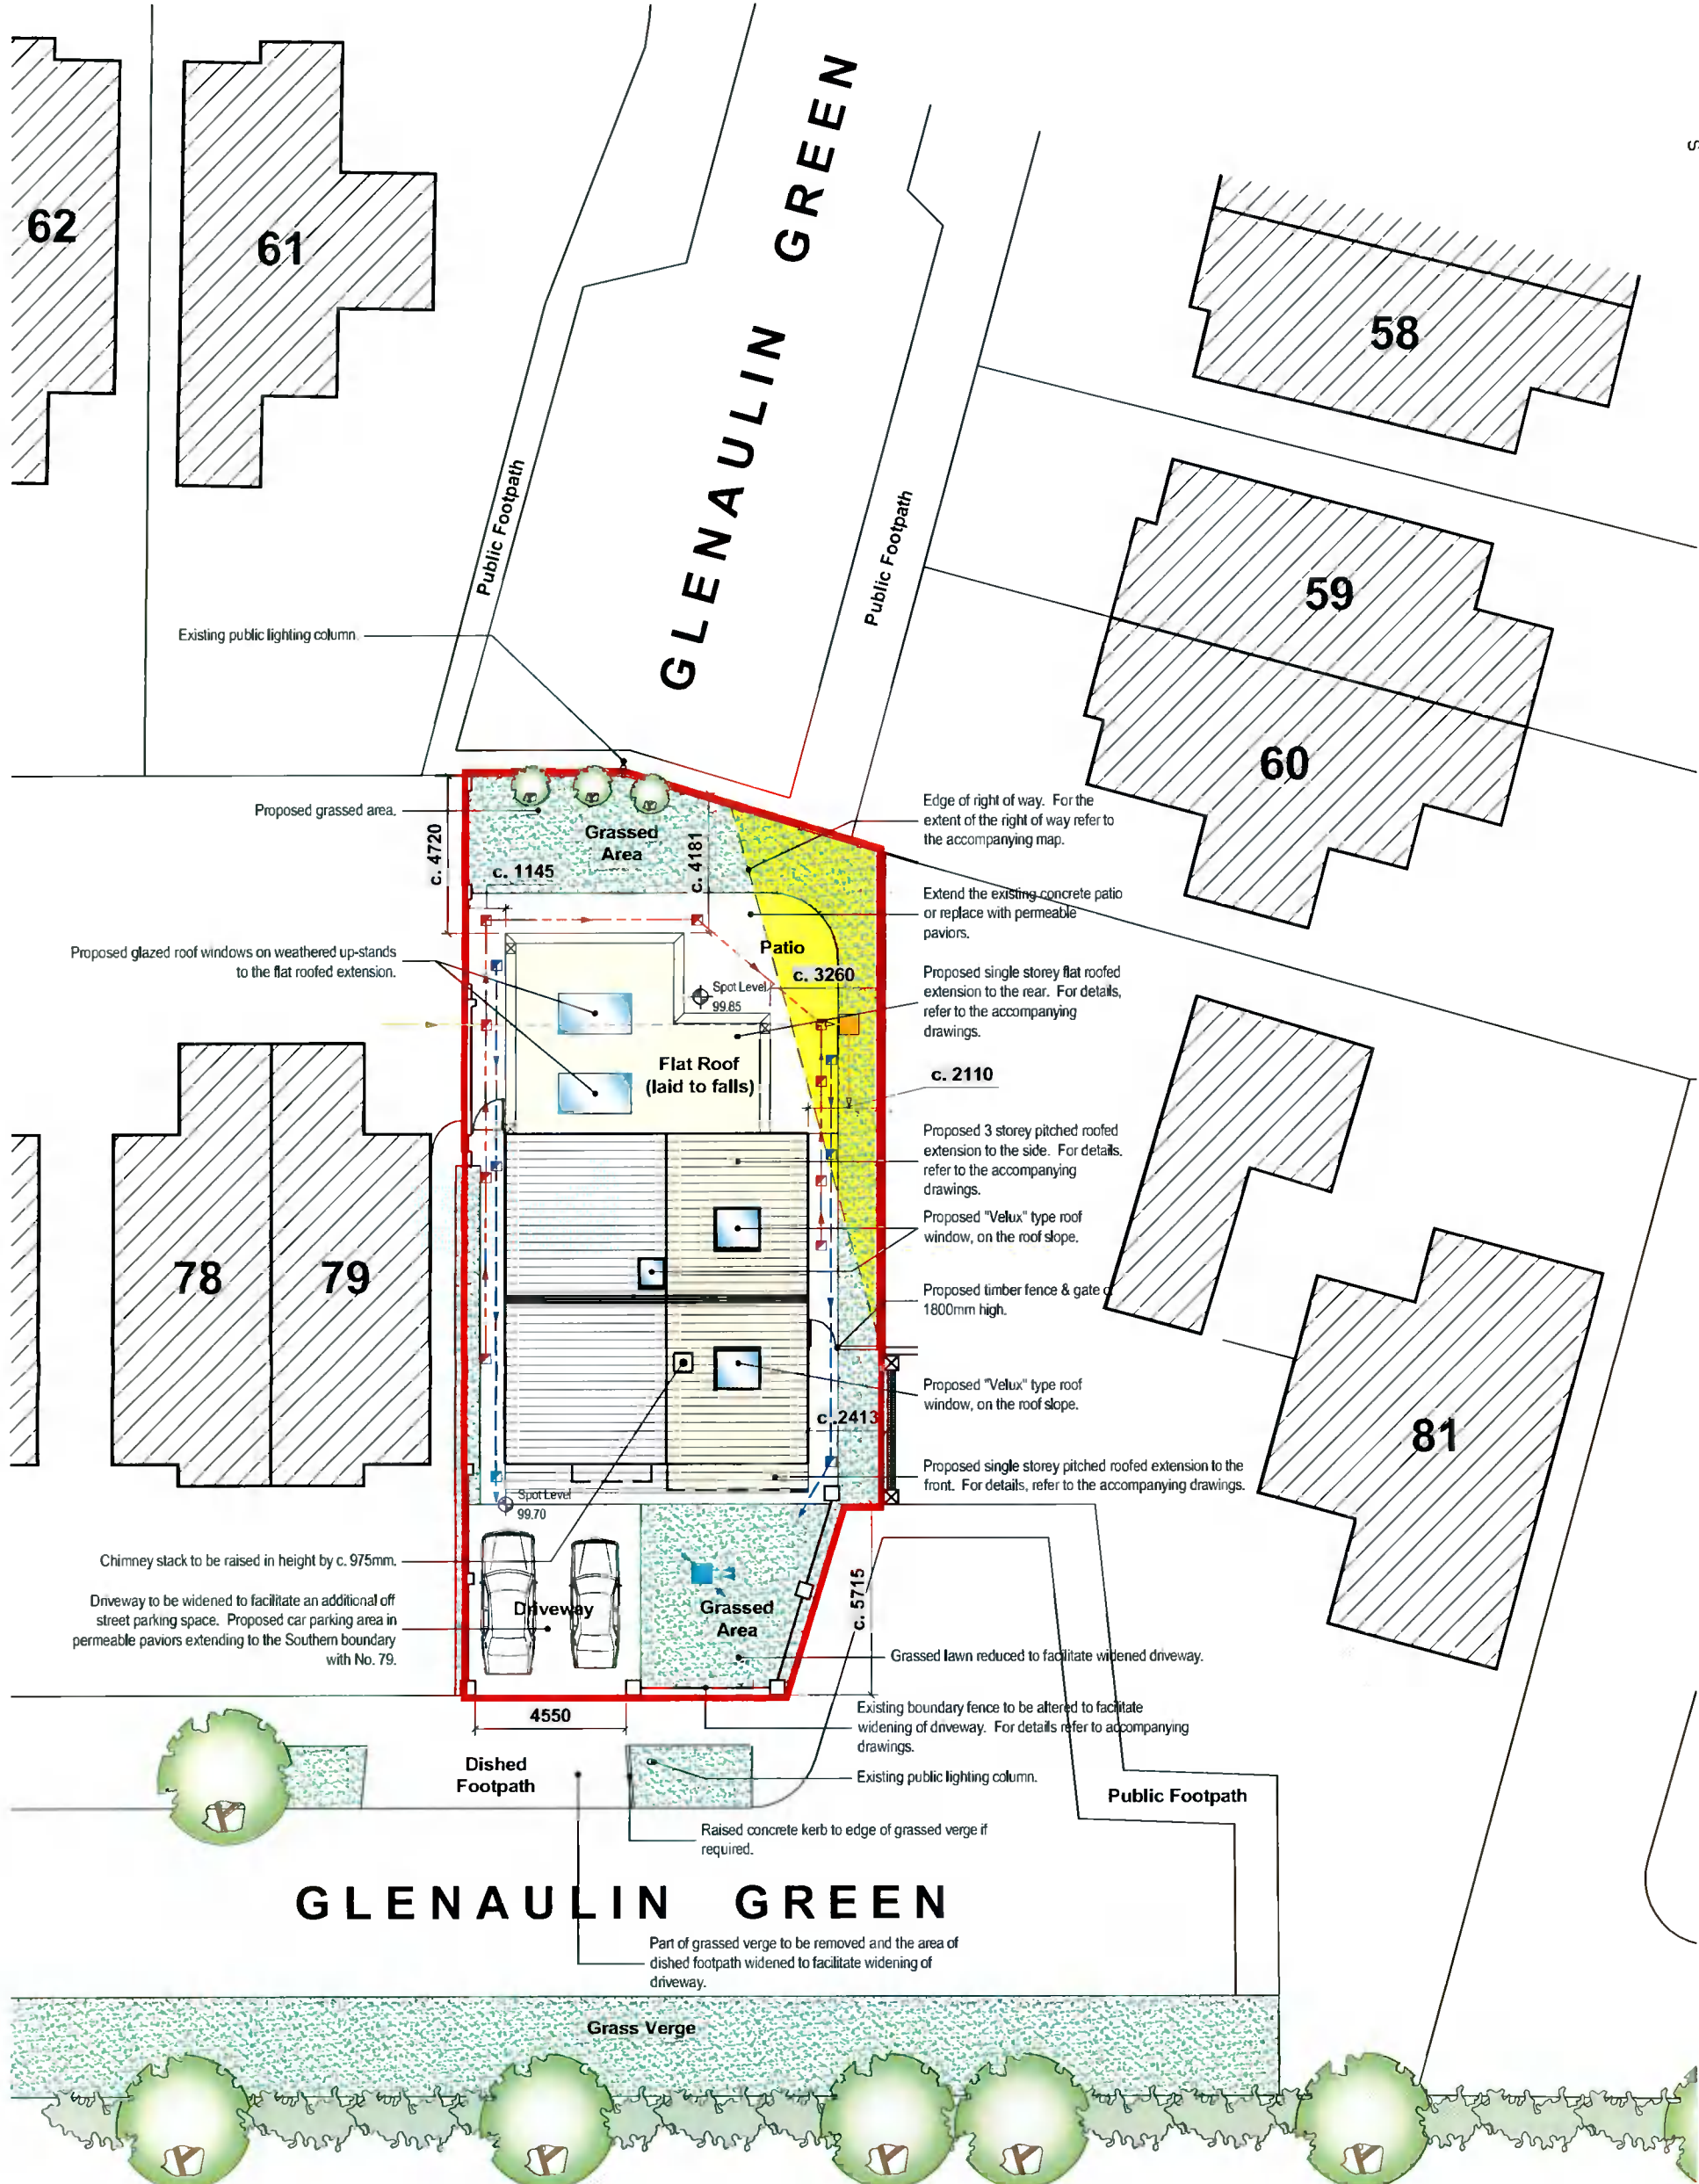 GLENAULIN GREEN
62
61
58
59
60
Public Footpath
Public Footpath
Existing public lighting column.
Proposed grassed area.
Grassed
Area
c. 4720
c. 1145
c. 4181
Edge of right of way. For the
extent of the right of way refer to
the accompanying map.
Extend the existing concrete patio
or replace with permeable
paviors.
Patio
c. 3260
Proposed glazed roof windows on weathered up-stands
to the flat roofed extension.
Spot Level
99.85
Proposed single storey flat roofed
extension to the rear. For details,
refer to the accompanying
drawings.
Flat Roof
(laid to falls)
c. 2110
Proposed 3 storey pitched roofed
extension to the side. For details.
refer to the accompanying
drawings.
Proposed "Velux" type roof
window, on the roof slope.
78
79
Proposed timber fence & gate c
1800mm high.
Proposed "Velux" type roof
window, on the roof slope.
c. 2413
81
Proposed single storey pitched roofed extension to the
front. For details, refer to the accompanying drawings.
Spot Level
99.70
Chimney stack to be raised in height by c. 975mm.
Driveway to be widened to facilitate an additional off
street parking space. Proposed car parking area in
permeable paviors extending to the Southern boundary
with No. 79.
Driveway
Grassed
Area
c. 5715
Grassed lawn reduced to facilitate widened driveway.
4550
Existing boundary fence to be altered to facilitate
widening of driveway. For details refer to accompanying
drawings.
Dished
Footpath
Existing public lighting column.
Public Footpath
Raised concrete kerb to edge of grassed verge if
required.
GLENAULIN GREEN
Part of grassed verge to be removed and the area of
dished footpath widened to facilitate widening of
driveway.
Grass Verge